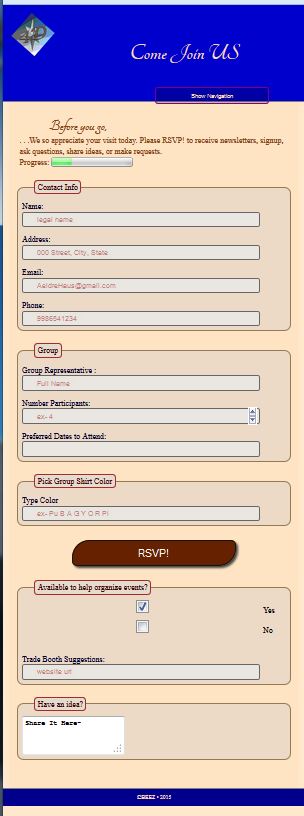 Come Join US
Show Navigation
Before you go,
. . .We so appreciate your visit today. Please RSVP! to receive newsletters, signup,
ask questions, share ideas, or make requests.
Progress:
Contact Info
Name:
legal name
Address:
000 Street, City, State
Email:
AeldreHaus@gmail.com
Phone:
9986541234
Group
Group Representative :
Full Name
Number Participants:
ex- 4
Preferred Dates to Attend:
Pick Group Shirt Color
Type Color
ex- Pu B A G Y O R Pi
RSVP!
Available to help organize events?
Yes
No
Trade Booth Suggestions:
website url
Have an idea?
Share It Here-